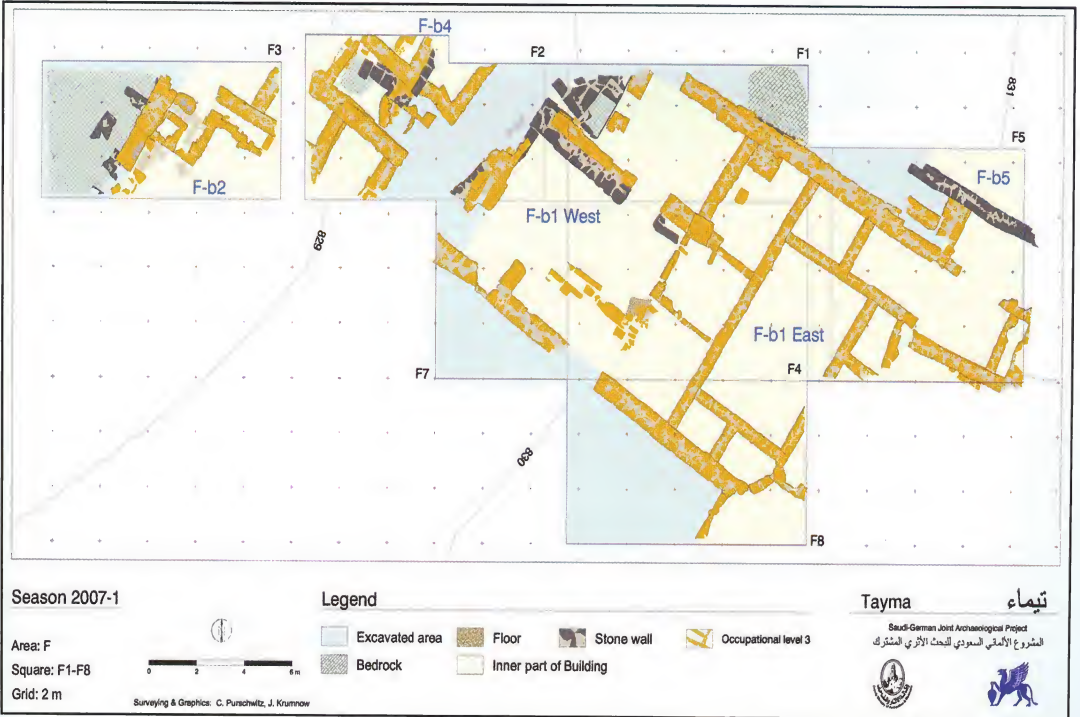 F-b4
F3
F2
F1
831
F5
F-b2
F-b5
F-b1 West
829
F-b1 East
F7
F4
830
F8
Season 2007-1
Area: F
Square: F1-F8
Grid: 2 m
0 2 4 6 m
Surveying & Graphics: C. Purschwitz, J. Krumnow
Legend
Excavated area
Floor
Stone wall
Occupational level 3
Bedrock
Inner part of Building
Tayma تيماء
Saudi-German Joint Archaeological Project
المشروع الألماني السعودي للبحث الأثري المشترك